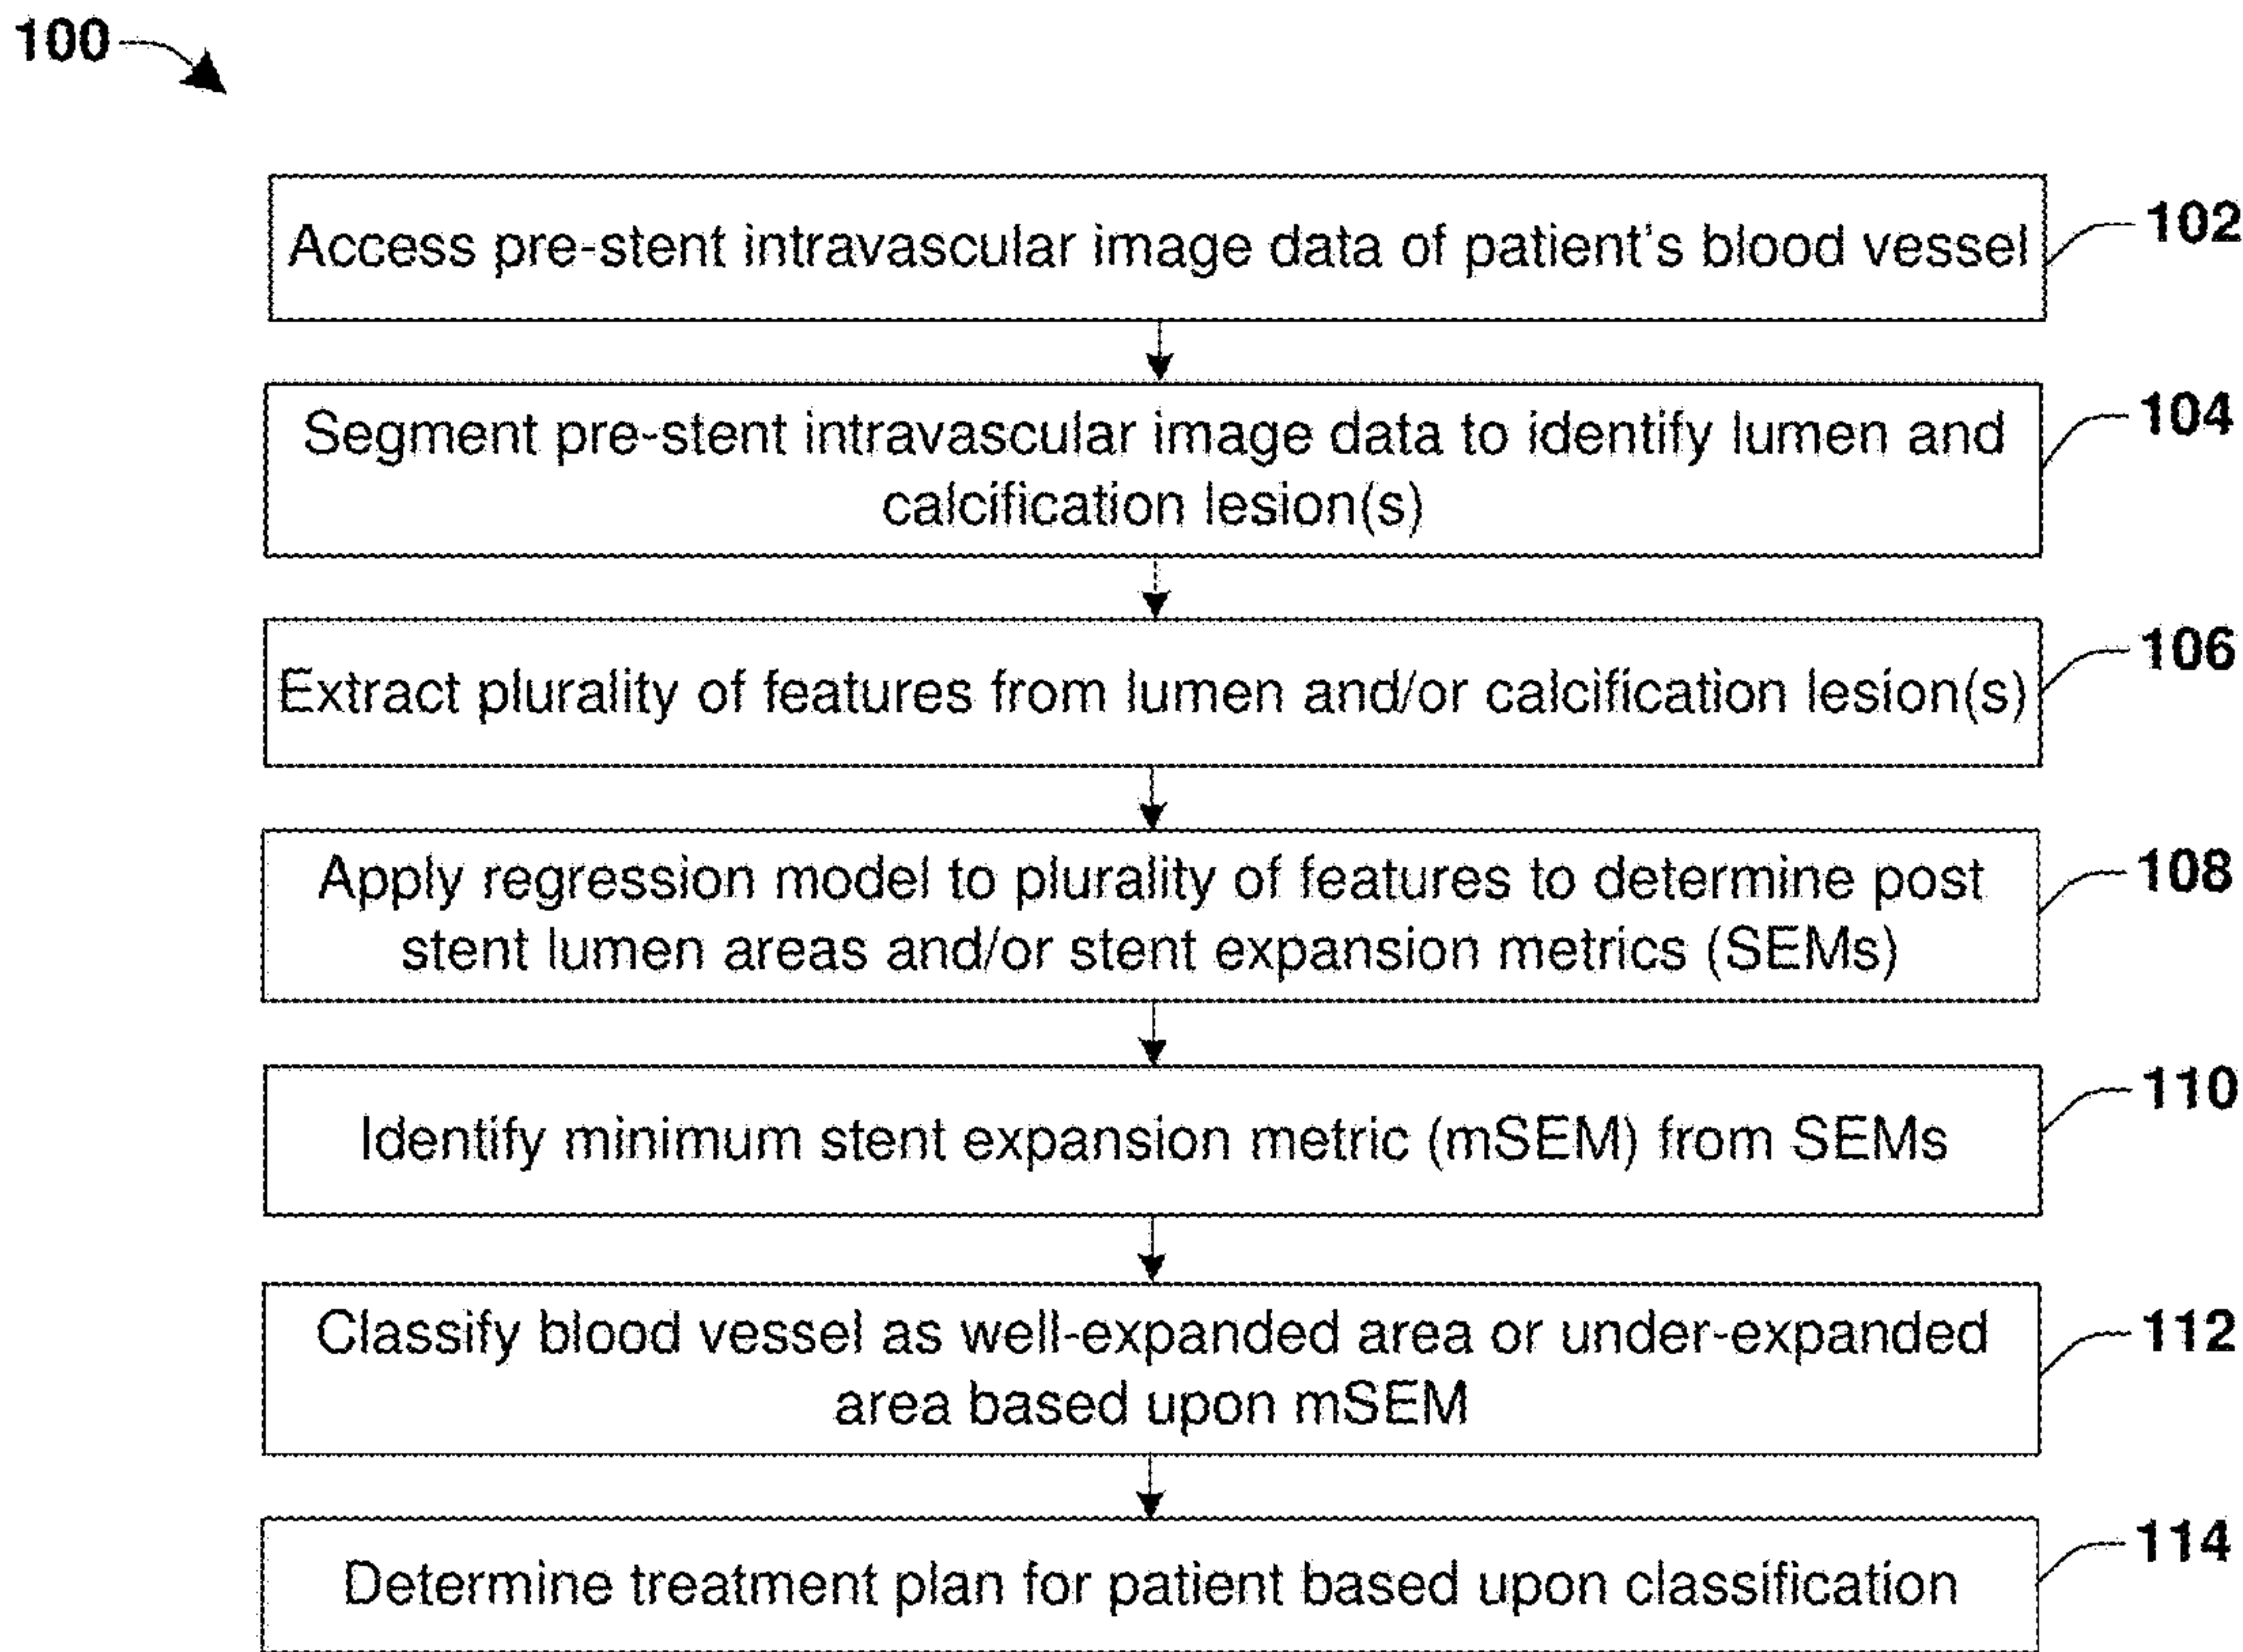 100
Access pre-stent intravascular image data of patient's blood vessel
102
Segment pre-stent intravascular image data to identify lumen and
calcification lesion(s)
104
Extract plurality of features from lumen and/or calcification lesion(s)
106
Apply regression model to plurality of features to determine post
stent lumen areas and/or stent expansion metrics (SEMs)
108
Identify minimum stent expansion metric (mSEM) from SEMs
110
Classify blood vessel as well-expanded area or under-expanded
area based upon mSEM
112
Determine treatment plan for patient based upon classification
114